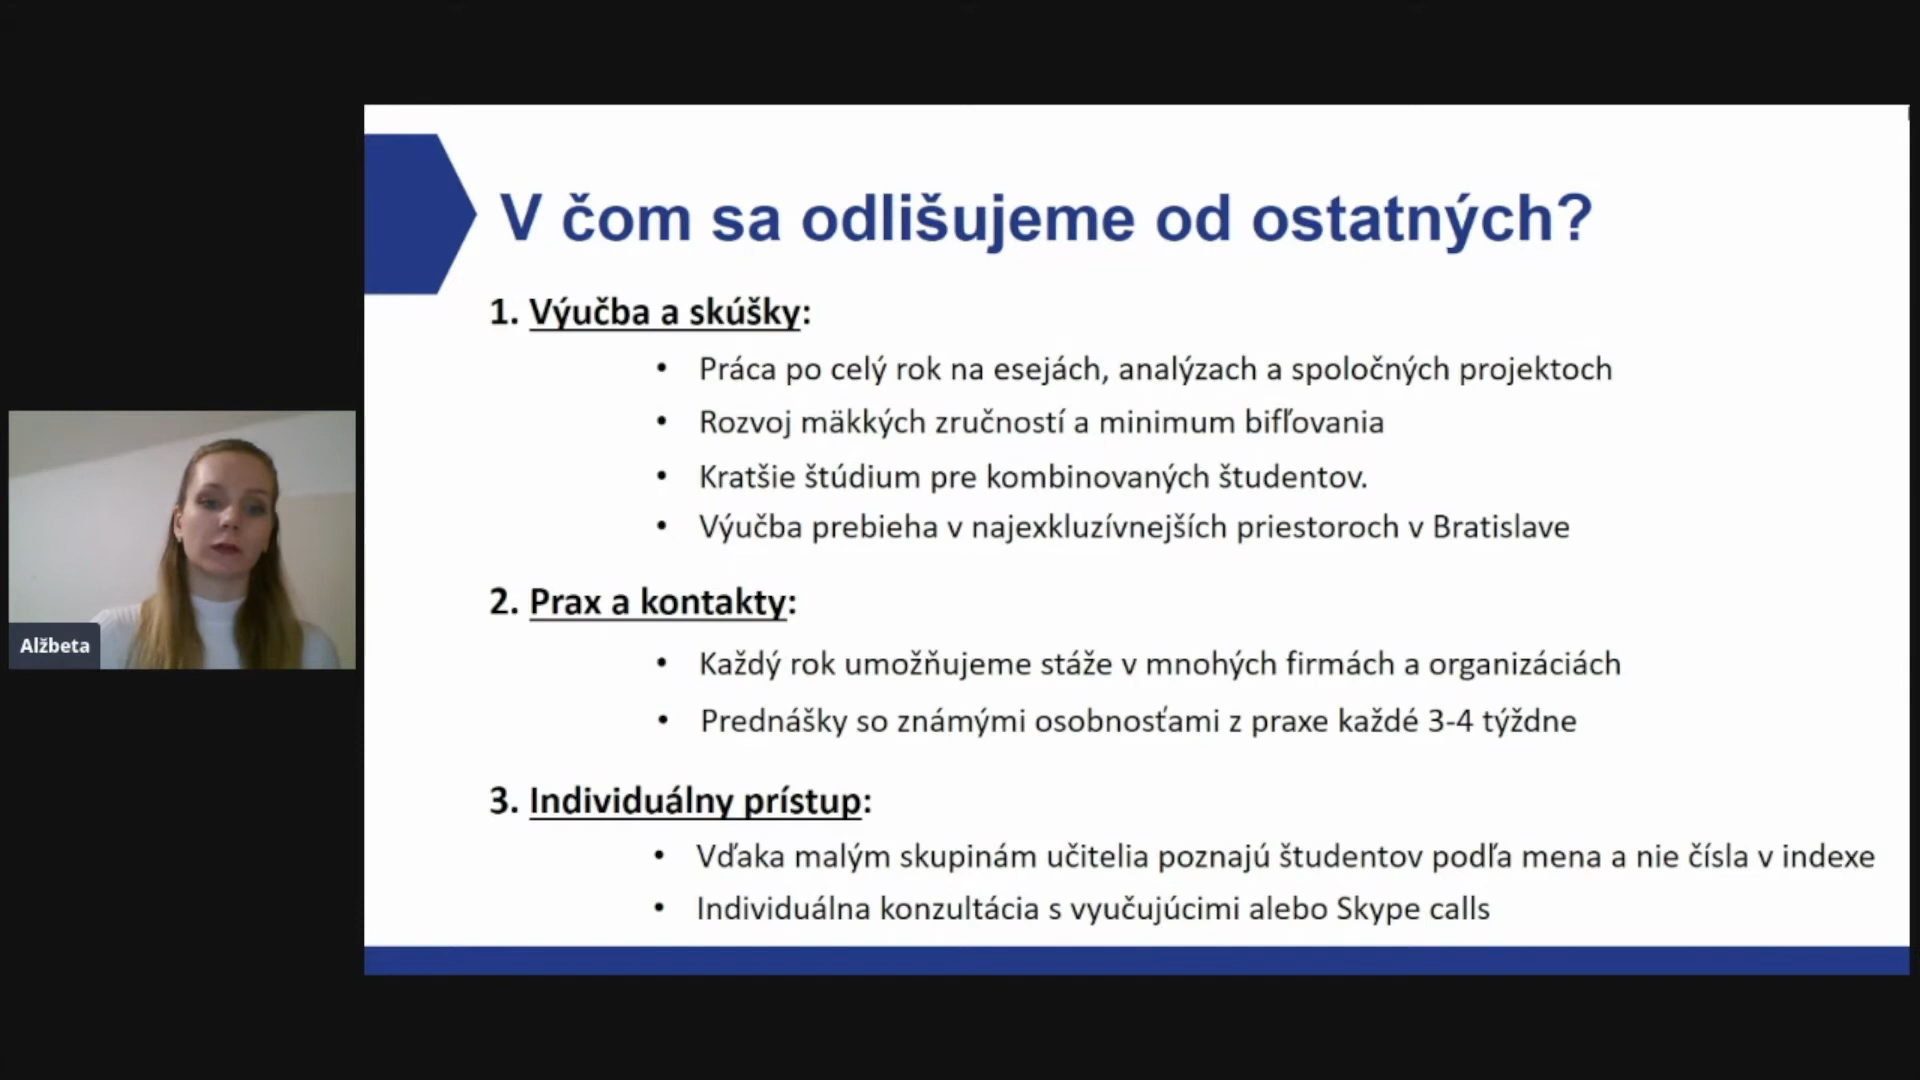 V čom sa odlišujeme od ostatných?
1. Výučba a skúšky:
• Práca po celý rok na esejách, analýzach a spoločných projektoch
• Rozvoj mäkkých zručností a minimum bifľovania
• Kratšie štúdium pre kombinovaných študentov.
• Výučba prebieha v najexkluzívnejších priestoroch v Bratislave
2. Prax a kontakty:
• Každý rok umožňujeme stáže v mnohých firmách a organizáciách
• Prednášky so známými osobnosťami z praxe každé 3-4 týždne
3. Individuálny prístup:
• Vďaka malým skupinám učitelia poznajú študentov podľa mena a nie čísla v indexe
• Individuálna konzultácia s vyučujúcimi alebo Skype calls
Alžbeta